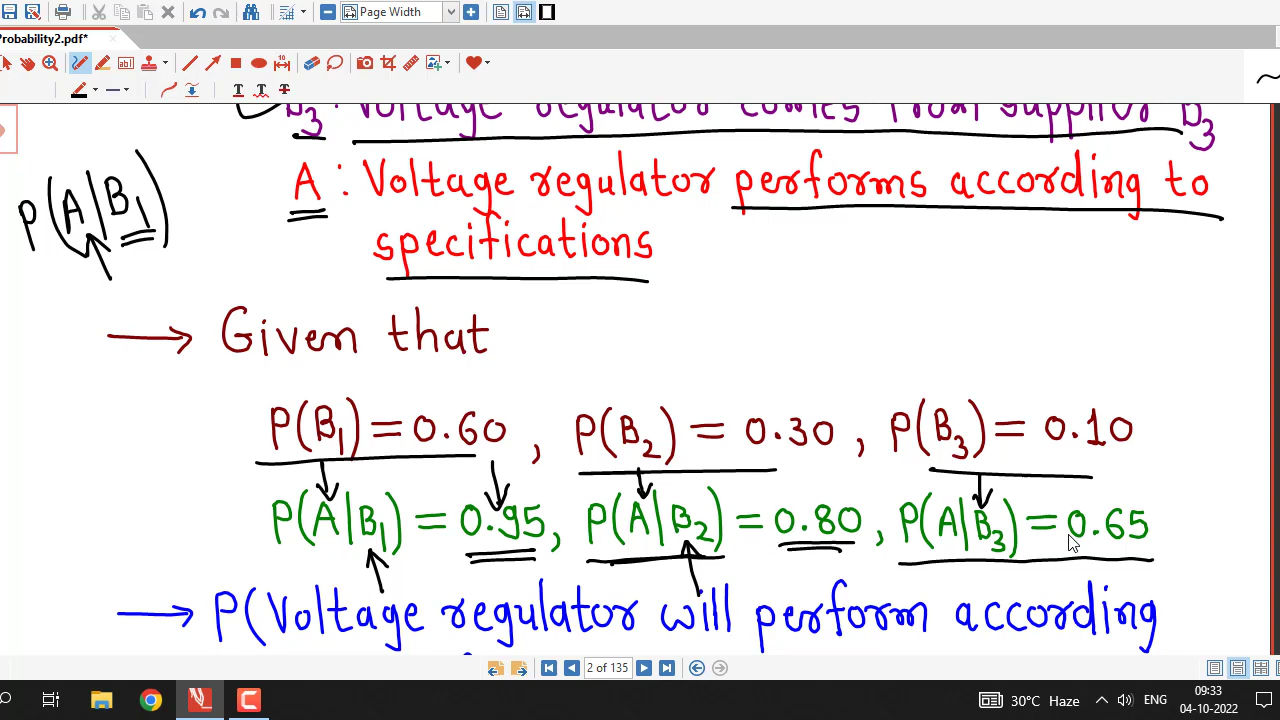 Page Width
Probability2.pdf*
B3 : Voltage regulator comes from supplier B3
P(A|B1)
A : Voltage regulator performs according to
specifications
→ Given that
P(B1) = 0.60 , P(B2) = 0.30 , P(B3) = 0.10
P(A|B1) = 0.95, P(A|B2) = 0.80 , P(A|B3) = 0.65
→ P(Voltage regulator will perform according
2 of 135
30°C Haze ENG 09:33
04-10-2022